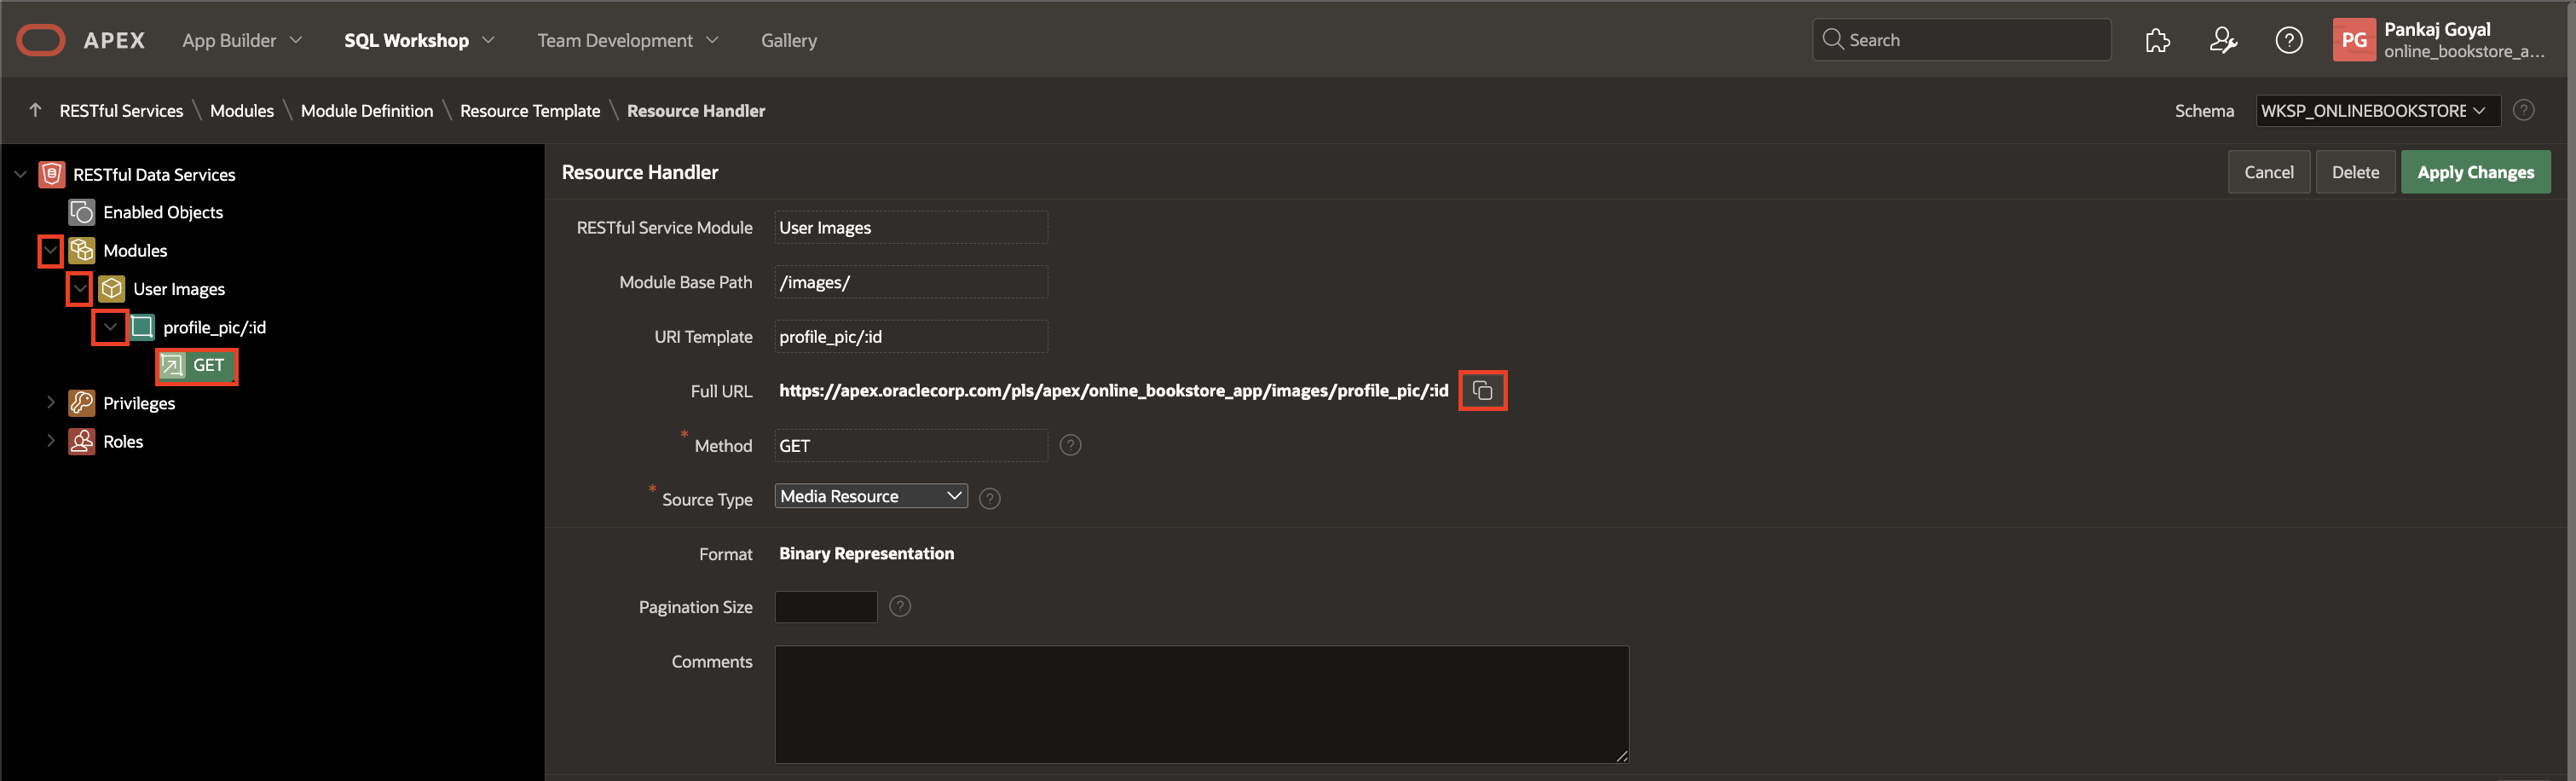 APEX App Builder SQL Workshop Team Development Gallery Search PG Pankaj Goyal
online_bookstore_a...
RESTful Services \ Modules \ Module Definition \ Resource Template \ Resource Handler Schema WKSP_ONLINEBOOKSTORE
RESTful Data Services
Enabled Objects
Modules
User Images
profile_pic/:id
GET
Privileges
Roles
Resource Handler Cancel Delete Apply Changes
RESTful Service Module User Images
Module Base Path /images/
URI Template profile_pic/:id
Full URL https://apex.oraclecorp.com/pls/apex/online_bookstore_app/images/profile_pic/:id
* Method GET
* Source Type Media Resource
Format Binary Representation
Pagination Size
Comments